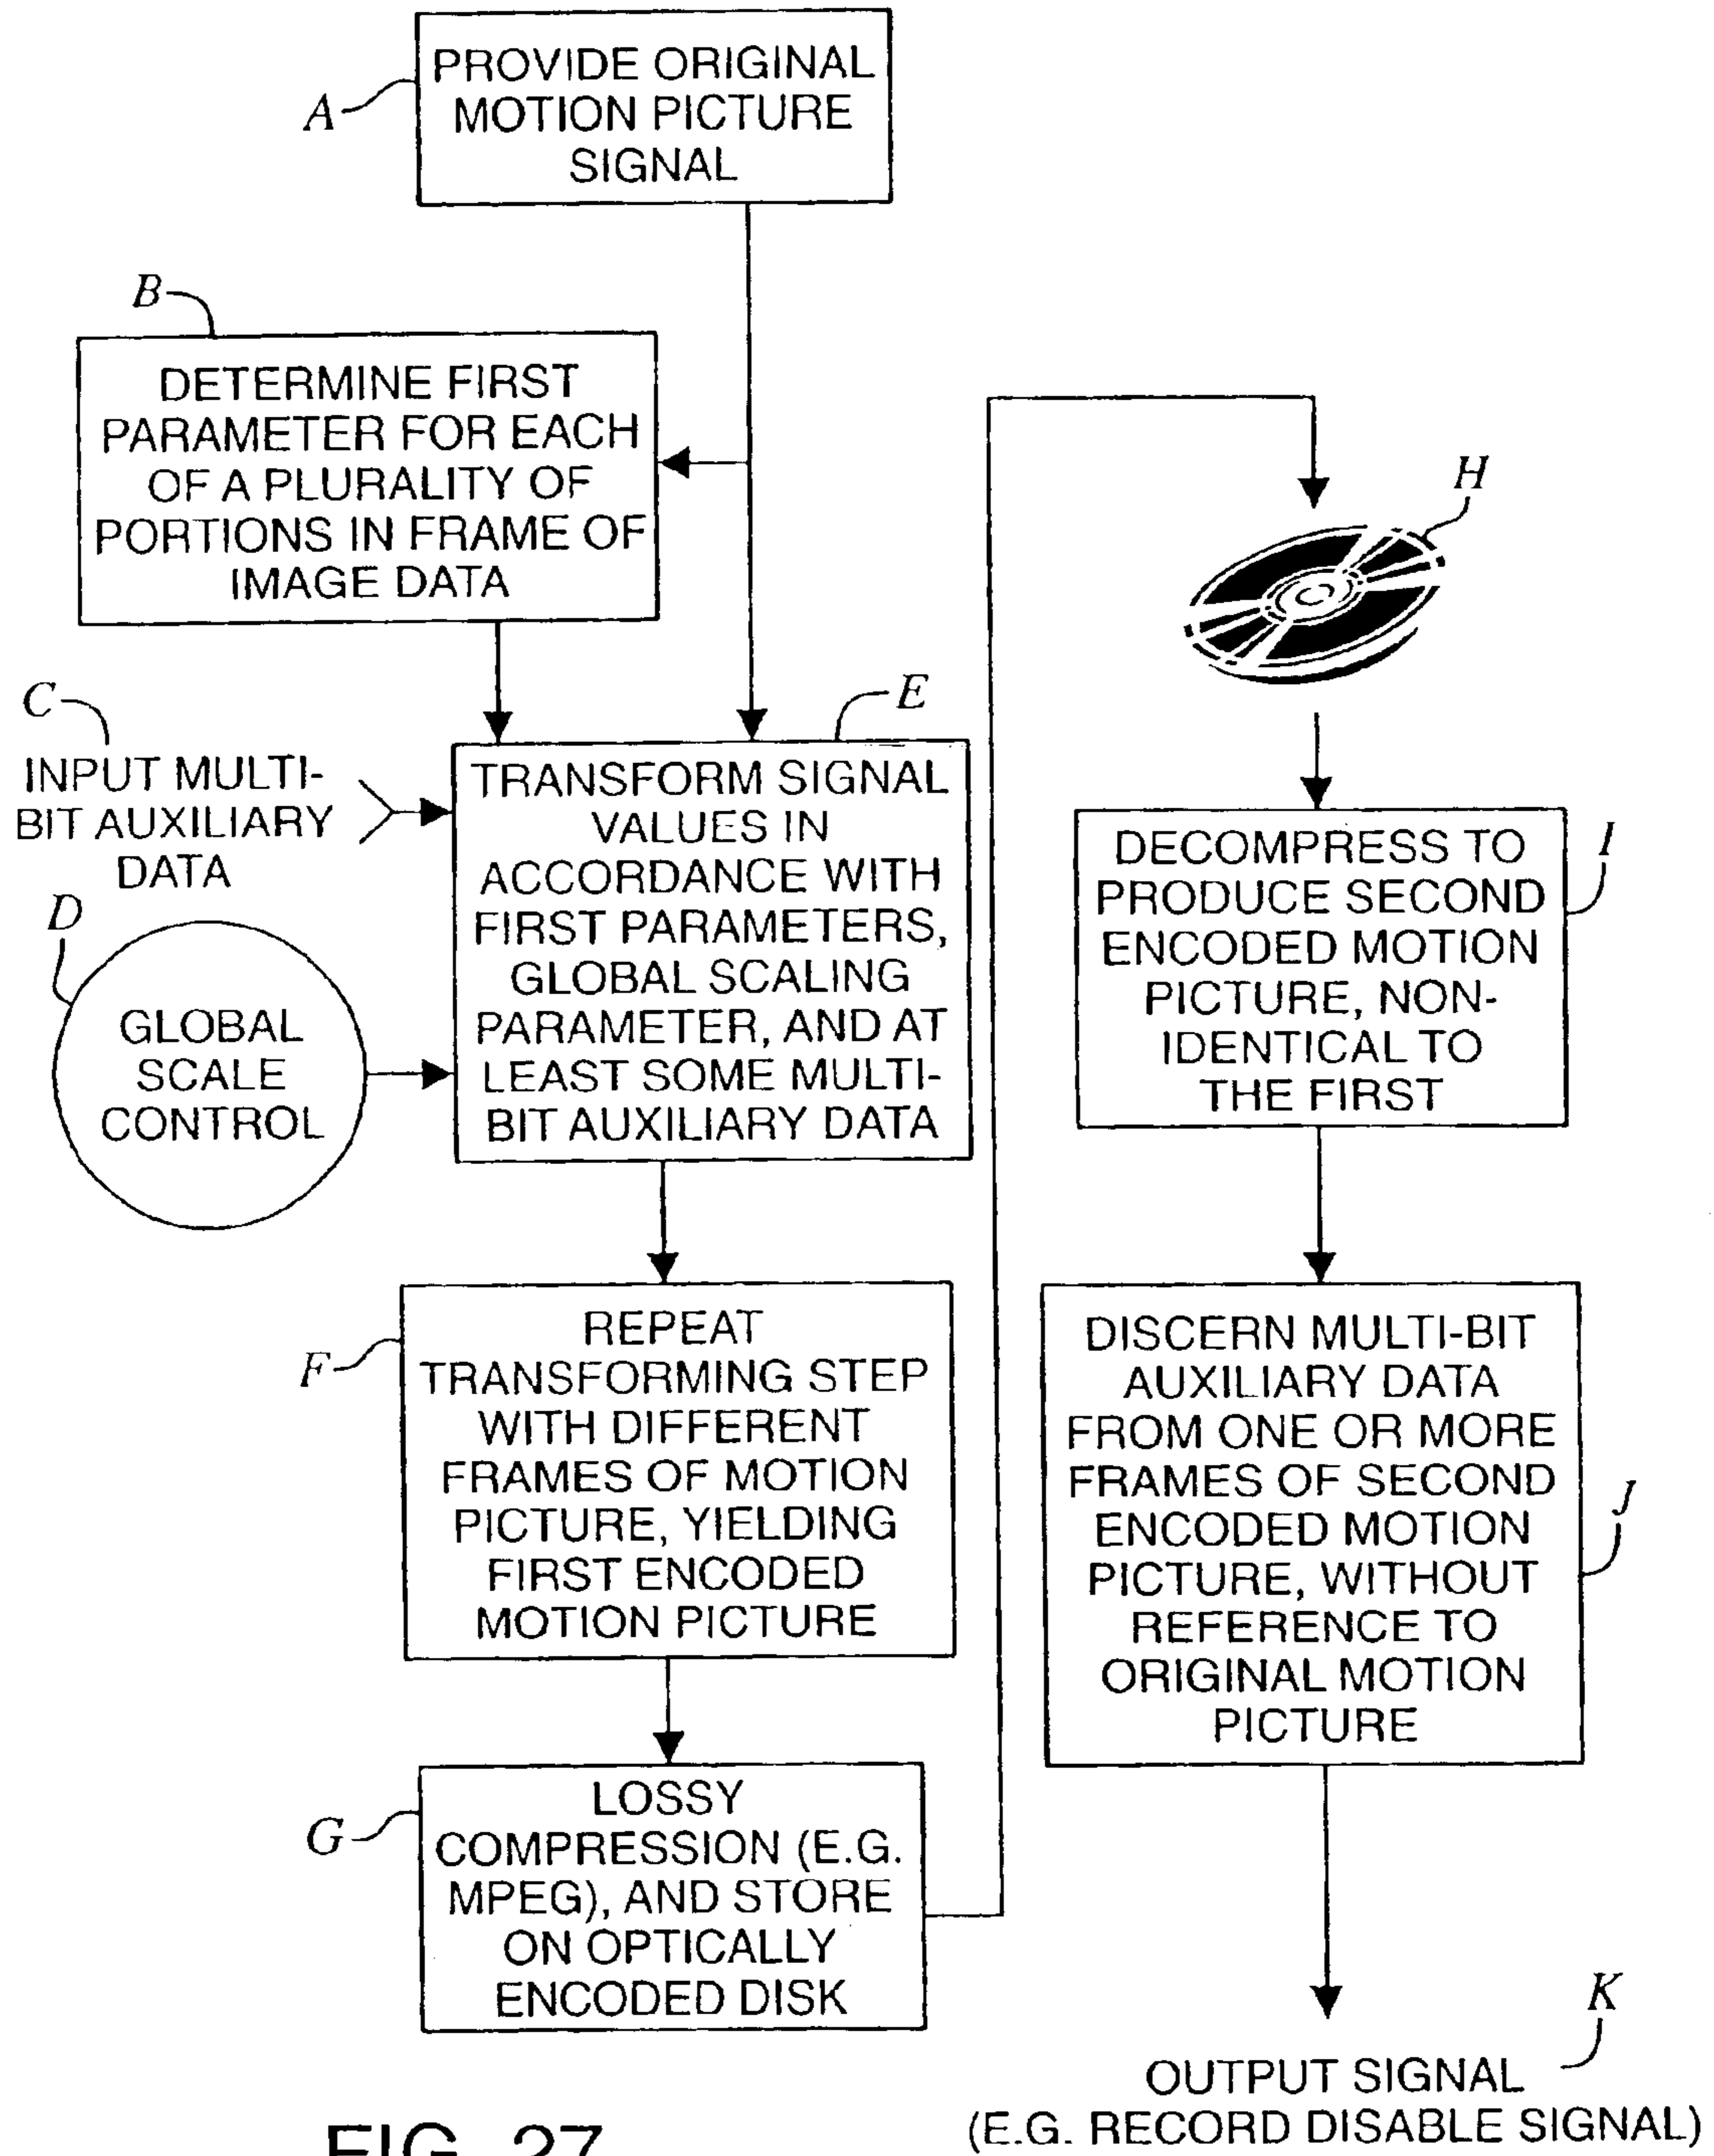 A
PROVIDE ORIGINAL
MOTION PICTURE
SIGNAL
B
DETERMINE FIRST
PARAMETER FOR EACH
OF A PLURALITY OF
PORTIONS IN FRAME OF
IMAGE DATA
C
INPUT MULTI-
BIT AUXILIARY
DATA
D
GLOBAL
SCALE
CONTROL
E
TRANSFORM SIGNAL
VALUES IN
ACCORDANCE WITH
FIRST PARAMETERS,
GLOBAL SCALING
PARAMETER, AND AT
LEAST SOME MULTI-
BIT AUXILIARY DATA
F
REPEAT
TRANSFORMING STEP
WITH DIFFERENT
FRAMES OF MOTION
PICTURE, YIELDING
FIRST ENCODED
MOTION PICTURE
G
LOSSY
COMPRESSION (E.G.
MPEG), AND STORE
ON OPTICALLY
ENCODED DISK
H
I
DECOMPRESS TO
PRODUCE SECOND
ENCODED MOTION
PICTURE, NON-
IDENTICAL TO
THE FIRST
J
DISCERN MULTI-BIT
AUXILIARY DATA
FROM ONE OR MORE
FRAMES OF SECOND
ENCODED MOTION
PICTURE, WITHOUT
REFERENCE TO
ORIGINAL MOTION
PICTURE
K
OUTPUT SIGNAL
(E.G. RECORD DISABLE SIGNAL)
FIG. 27